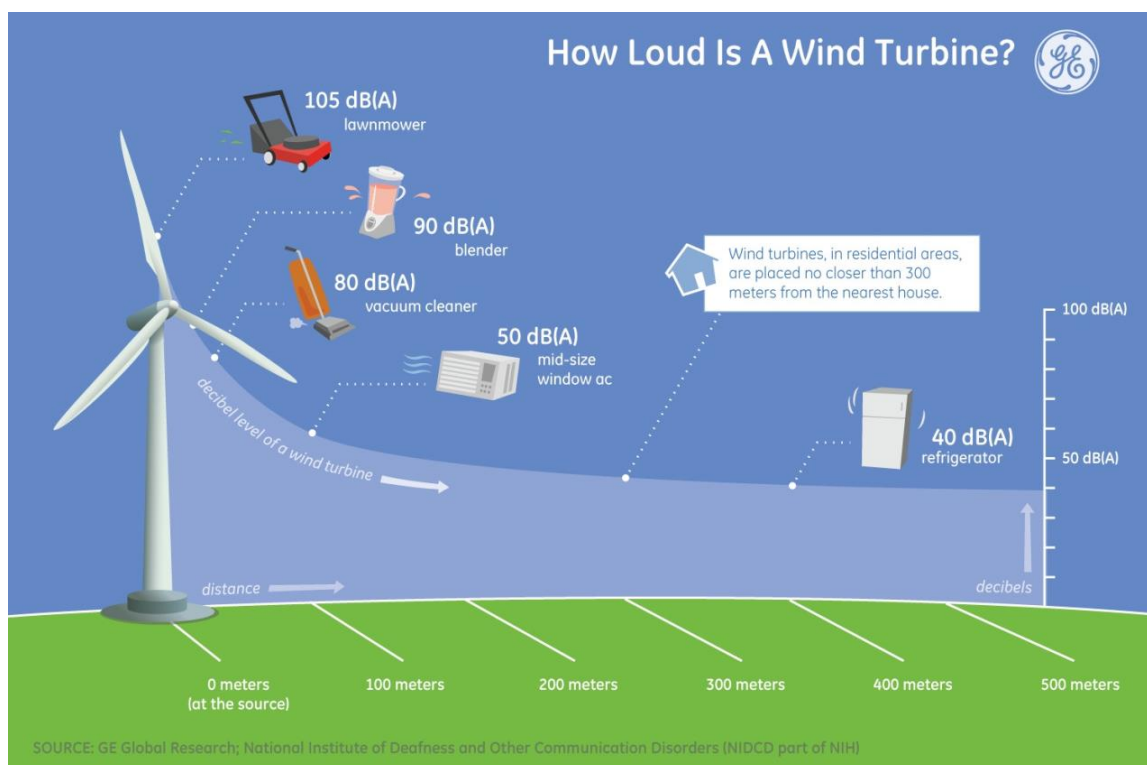 How Loud Is A Wind Turbine?
GE
105 dB(A)
lawnmower
90 dB(A)
blender
80 dB(A)
vacuum cleaner
50 dB(A)
mid-size
window ac
Wind turbines, in residential areas,
are placed no closer than 300
meters from the nearest house.
40 dB(A)
refrigerator
100 dB(A)
50 dB(A)
decibel level of a wind turbine
distance
decibels
0 meters
(at the source)
100 meters
200 meters
300 meters
400 meters
500 meters
SOURCE: GE Global Research; National Institute of Deafness and Other Communication Disorders (NIDCD part of NIH)